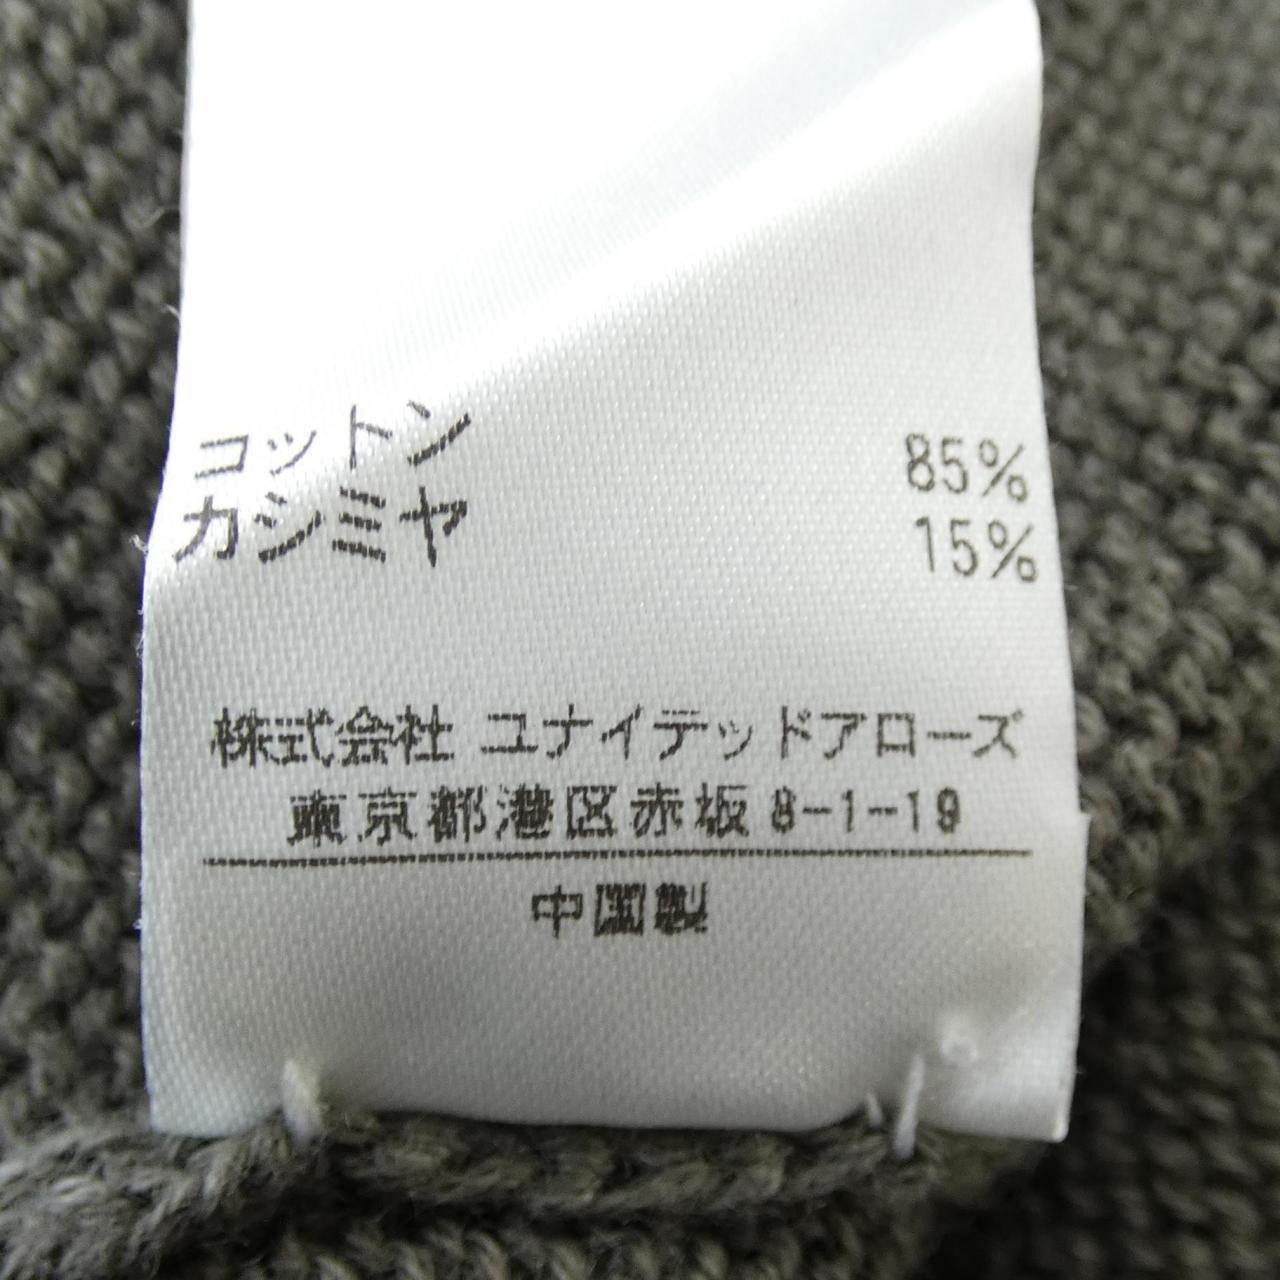 コットン 85%
カシミヤ 15%
株式会社 ユナイテッドアローズ
東京都港区赤坂8-1-19
中国製